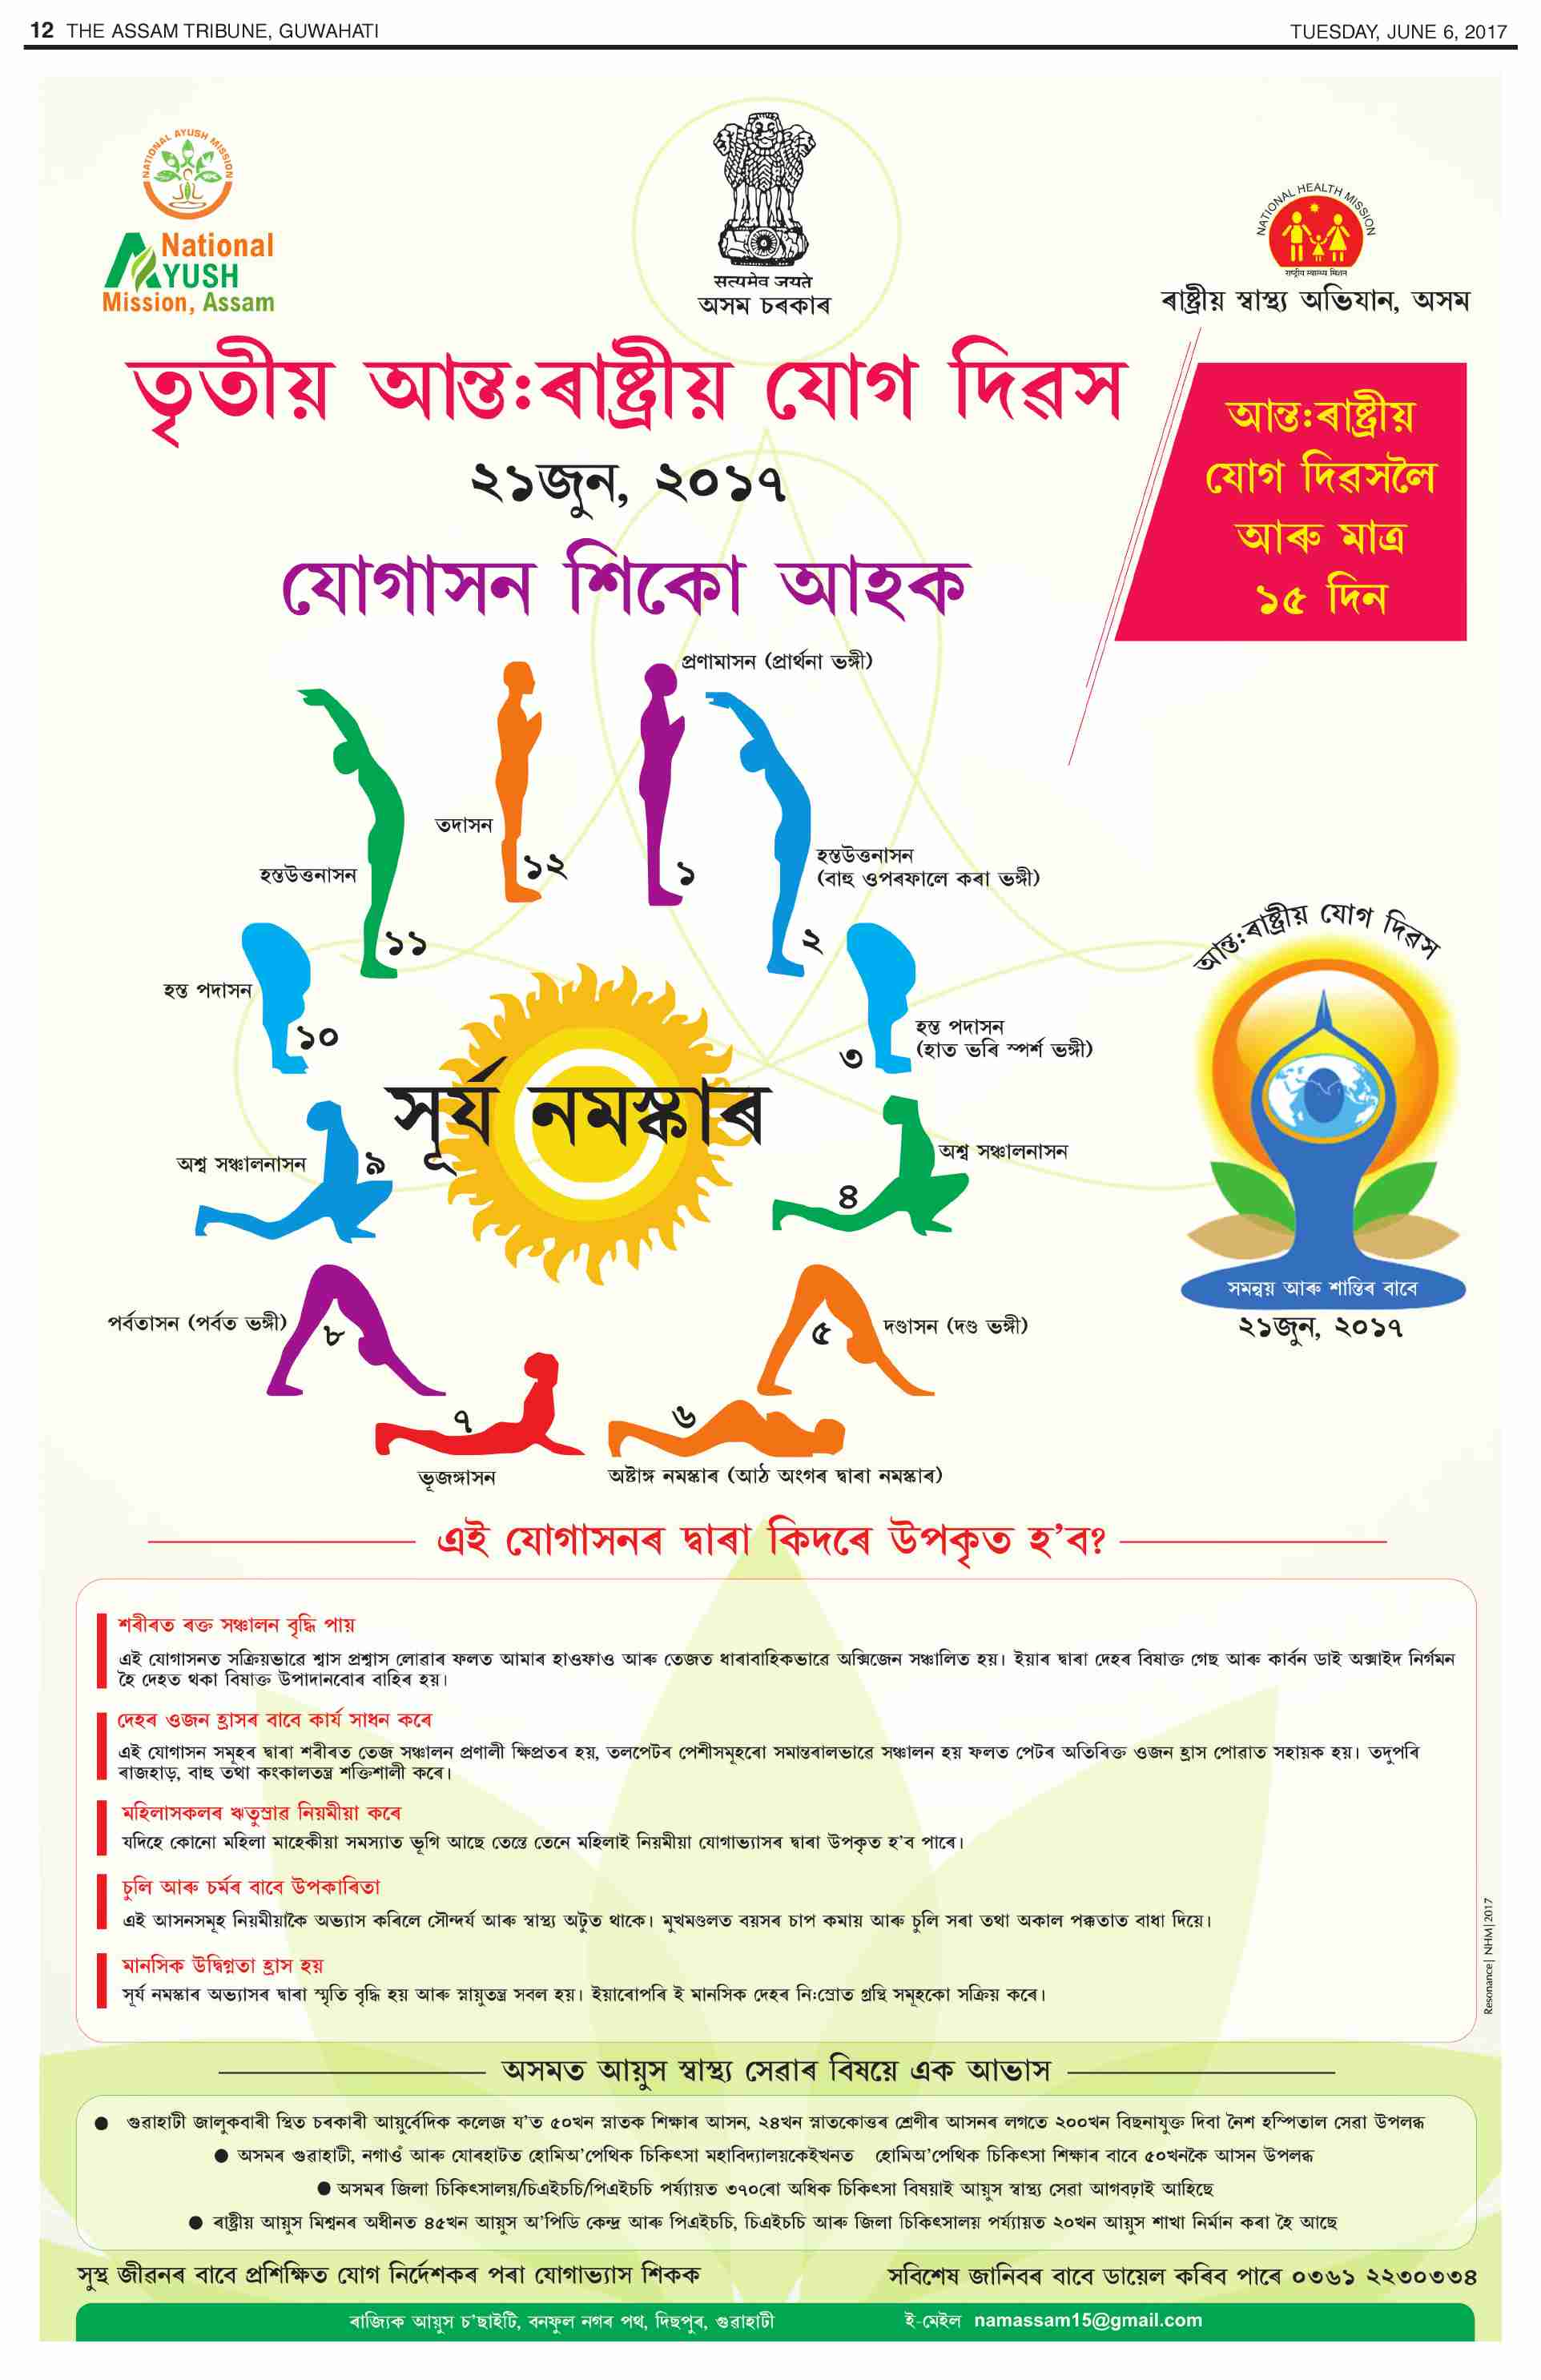 12 THE ASSAM TRIBUNE, GUWAHATI
TUESDAY, JUNE 6, 2017
NATIONAL AYUSH MISSION
National
AYUSH
Mission, Assam
सत्यमेव जयते
অসম চৰকাৰ
NATIONAL HEALTH MISSION
राष्ट्रीय स्वास्थ्य मिशन
ৰাষ্ট্ৰীয় স্বাস্থ্য অভিযান, অসম
তৃতীয় আন্ত:ৰাষ্ট্ৰীয় যোগ দিৱস
২১জুন, ২০১৭
যোগাসন শিকো আহক
আন্ত:ৰাষ্ট্ৰীয়
যোগ দিৱসলৈ
আৰু মাত্ৰ
১৫ দিন
প্ৰণামাসন (প্ৰাৰ্থনা ভঙ্গী)
তদাসন
১২
১
হস্তউত্তনাসন
(বাহু ওপৰফালে কৰা ভঙ্গী)
২
হস্তউত্তনাসন
১১
হস্ত পদাসন
১০
হস্ত পদাসন
(হাত ভৰি স্পৰ্শ ভঙ্গী)
৩
সূৰ্য নমস্কাৰ
অশ্ব সঞ্চালনাসন
৯
অশ্ব সঞ্চালনাসন
৪
পৰ্বতাসন (পৰ্বত ভঙ্গী)
৮
৫
দণ্ডাসন (দণ্ড ভঙ্গী)
৭
৬
ভূজঙ্গাসন
অষ্টাঙ্গ নমস্কাৰ (আঠ অংগৰ দ্বাৰা নমস্কাৰ)
আন্ত:ৰাষ্ট্ৰীয় যোগ দিৱস
সমন্বয় আৰু শান্তিৰ বাবে
২১জুন, ২০১৭
এই যোগাসনৰ দ্বাৰা কিদৰে উপকৃত হ'ব?
শৰীৰত ৰক্ত সঞ্চালন বৃদ্ধি পায়
এই যোগাসনত সক্ৰিয়ভাৱে শ্বাস প্ৰশ্বাস লোৱাৰ ফলত আমাৰ হাওফাও আৰু তেজত ধাৰাবাহিকভাৱে অক্সিজেন সঞ্চালিত হয়। ইয়াৰ দ্বাৰা দেহৰ বিষাক্ত গেছ আৰু কাৰ্বন ডাই অক্সাইদ নিৰ্গমন
হৈ দেহত থকা বিষাক্ত উপাদানবোৰ বাহিৰ হয়।
দেহৰ ওজন হ্ৰাসৰ বাবে কাৰ্য সাধন কৰে
এই যোগাসন সমূহৰ দ্বাৰা শৰীৰত তেজ সঞ্চালন প্ৰণালী ক্ষিপ্ৰতৰ হয়, তলপেটৰ পেশীসমূহৰো সমান্তৰালভাৱে সঞ্চালন হয় ফলত পেটৰ অতিৰিক্ত ওজন হ্ৰাস পোৱাত সহায়ক হয়। তদুপৰি
ৰাজহাড়, বাহু তথা কংকালতন্ত্ৰ শক্তিশালী কৰে।
মহিলাসকলৰ ঋতুস্ৰাৱ নিয়মীয়া কৰে
যদিহে কোনো মহিলা মাহেকীয়া সমস্যাত ভূগি আছে তেন্তে তেনে মহিলাই নিয়মীয়া যোগাভ্যাসৰ দ্বাৰা উপকৃত হ'ব পাৰে।
চুলি আৰু চৰ্মৰ বাবে উপকাৰিতা
এই আসনসমূহ নিয়মীয়াকৈ অভ্যাস কৰিলে সৌন্দৰ্য আৰু স্বাস্থ্য অটুত থাকে। মুখমণ্ডলত বয়সৰ চাপ কমায় আৰু চুলি সৰা তথা অকাল পক্কতাত বাধা দিয়ে।
মানসিক উদ্বিগ্নতা হ্ৰাস হয়
সূৰ্য নমস্কাৰ অভ্যাসৰ দ্বাৰা স্মৃতি বৃদ্ধি হয় আৰু স্নায়ুতন্ত্ৰ সবল হয়। ইয়াৰোপৰি ই মানসিক দেহৰ নি:স্ৰোত গ্ৰন্থি সমূহকো সক্ৰিয় কৰে।
Resonance| NHM|2017
অসমত আয়ুস স্বাস্থ্য সেৱাৰ বিষয়ে এক আভাস
● গুৱাহাটী জালুকবাৰী স্থিত চৰকাৰী আয়ুৰ্বেদিক কলেজ য'ত ৫০খন স্নাতক শিক্ষাৰ আসন, ২৪খন স্নাতকোত্তৰ শ্ৰেণীৰ আসনৰ লগতে ২০০খন বিছনাযুক্ত দিবা নৈশ হস্পিতাল সেৱা উপলব্ধ
● অসমৰ গুৱাহাটী, নগাওঁ আৰু যোৰহাটত হোমিঅ'পেথিক চিকিৎসা মহাবিদ্যালয়কেইখনত হোমিঅ'পেথিক চিকিৎসা শিক্ষাৰ বাবে ৫০খনকৈ আসন উপলব্ধ
● অসমৰ জিলা চিকিৎসালয়/চিএইচচি/পিএইচচি পৰ্য্যায়ত ৩৭০ৰো অধিক চিকিৎসা বিষয়াই আয়ুস স্বাস্থ্য সেৱা আগবঢ়াই আহিছে
● ৰাষ্ট্ৰীয় আয়ুস মিশ্বনৰ অধীনত ৪৫খন আয়ুস অ'পিডি কেন্দ্ৰ আৰু পিএইচচি, চিএইচচি আৰু জিলা চিকিৎসালয় পৰ্য্যায়ত ২০খন আয়ুস শাখা নিৰ্মান কৰা হৈ আছে
সুস্থ জীৱনৰ বাবে প্ৰশিক্ষিত যোগ নিৰ্দেশকৰ পৰা যোগাভ্যাস শিকক
সবিশেষ জানিবৰ বাবে ডায়েল কৰিব পাৰে ০৩৬১ ২২৩০৩৩৪
ৰাজ্যিক আয়ুস চ'ছাইটি, বনফুল নগৰ পথ, দিছপুৰ, গুৱাহাটী
ই-মেইল namassam15@gmail.com